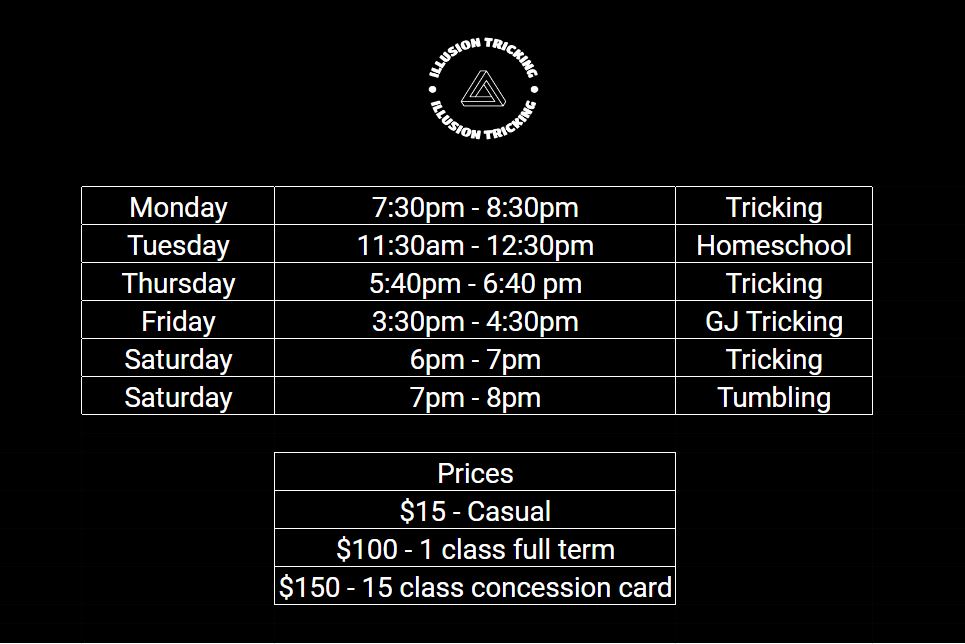 ILLUSION TRICKING
ILLUSION TRICKING
Monday 7:30pm - 8:30pm Tricking
Tuesday 11:30am - 12:30pm Homeschool
Thursday 5:40pm - 6:40 pm Tricking
Friday 3:30pm - 4:30pm GJ Tricking
Saturday 6pm - 7pm Tricking
Saturday 7pm - 8pm Tumbling
Prices
$15 - Casual
$100 - 1 class full term
$150 - 15 class concession card